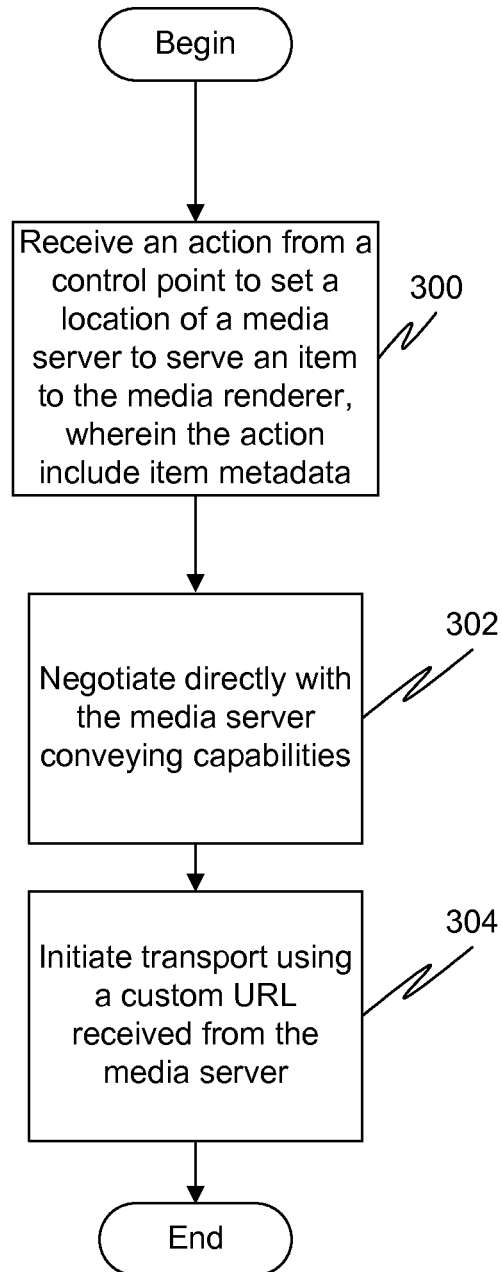 Begin
Receive an action from a
control point to set a
location of a media
server to serve an item
to the media renderer,
wherein the action
include item metadata
300
Negotiate directly with
the media server
conveying capabilities
302
Initiate transport using
a custom URL
received from the
media server
304
End